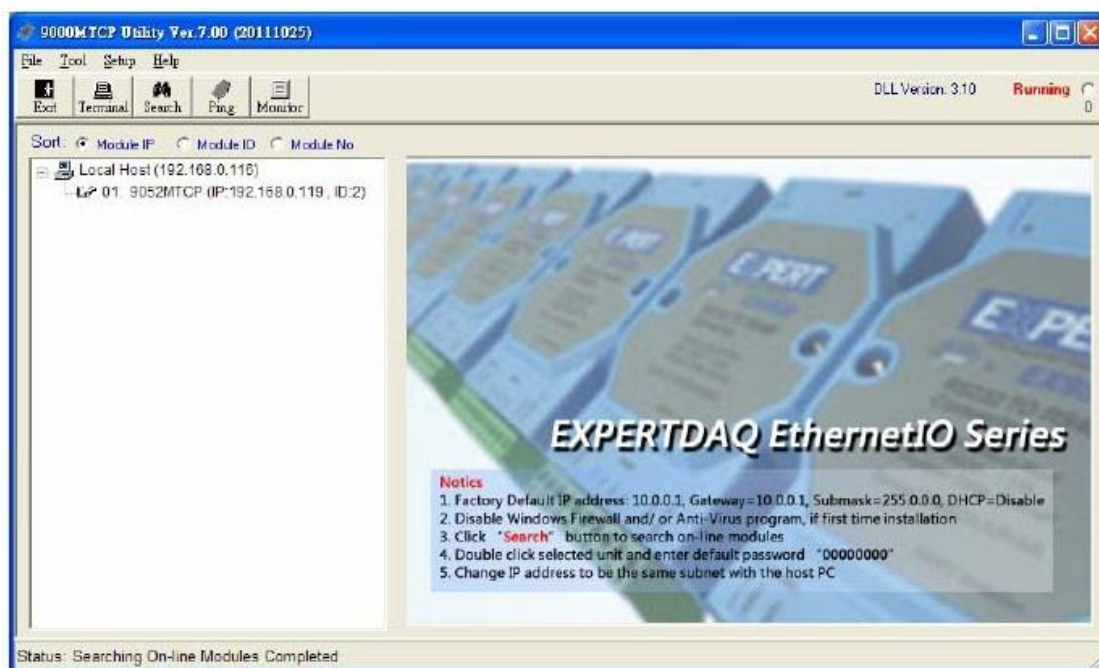 9000MTCP Utility Ver.7.00 (20111025)
File Tool Setup Help
Exit Terminal Search Ping Monitor
DLL Version. 3.10 Running
0
Sort: Module IP Module ID Module No
Local Host (192.168.0.116)
01. 9052MTCP (IP:192.168.0.119, ID:2)
EXPERT
EXPE
EXPERTDAQ EthernetIO Series
Notics
1. Factory Default IP address: 10.0.0.1, Gateway=10.0.0.1, Submask=255.0.0.0, DHCP=Disable
2. Disable Windows Firewall and/ or Anti-Virus program, if first time installation
3. Click "Search" button to search on-line modules
4. Double click selected unit and enter default password "00000000"
5. Change IP address to be the same subnet with the host PC
Status: Searching On-line Modules Completed